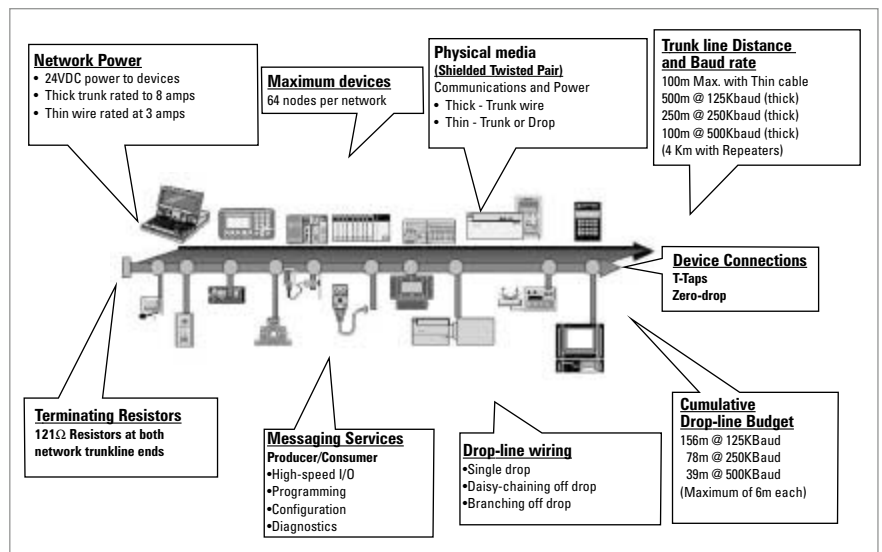 Network Power
• 24VDC power to devices
• Thick trunk rated to 8 amps
• Thin wire rated at 3 amps
Maximum devices
64 nodes per network
Physical media
(Shielded Twisted Pair)
Communications and Power
• Thick - Trunk wire
• Thin - Trunk or Drop
Trunk line Distance
and Baud rate
100m Max. with Thin cable
500m @ 125Kbaud (thick)
250m @ 250Kbaud (thick)
100m @ 500Kbaud (thick)
(4 Km with Repeaters)
Device Connections
T-Taps
Zero-drop
Terminating Resistors
121Ω Resistors at both
network trunkline ends
Messaging Services
Producer/Consumer
•High-speed I/O
•Programming
•Configuration
•Diagnostics
Drop-line wiring
•Single drop
•Daisy-chaining off drop
•Branching off drop
Cumulative
Drop-line Budget
156m @ 125KBaud
78m @ 250KBaud
39m @ 500KBaud
(Maximum of 6m each)